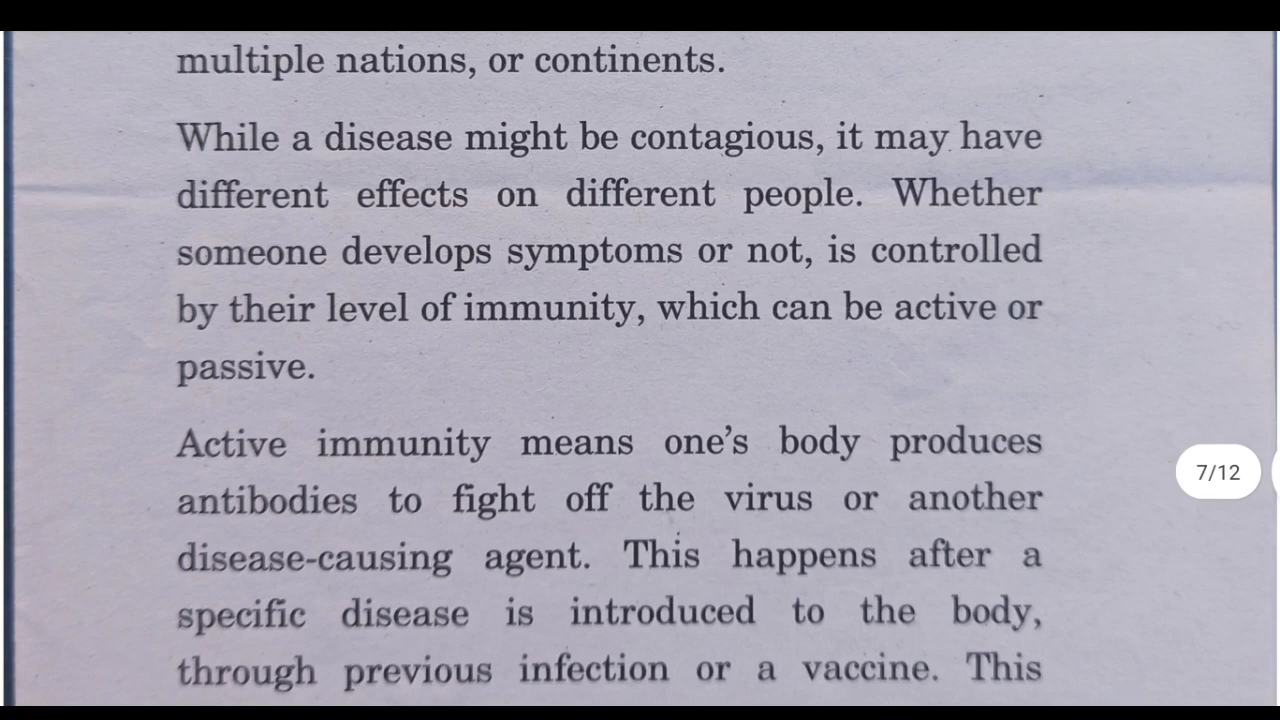 multiple nations, or continents.
While a disease might be contagious, it may have
different effects on different people. Whether
someone develops symptoms or not, is controlled
by their level of immunity, which can be active or
passive.
Active immunity means one's body produces
antibodies to fight off the virus or another
disease-causing agent. This happens after a
specific disease is introduced to the body,
through previous infection or a vaccine. This
7/12